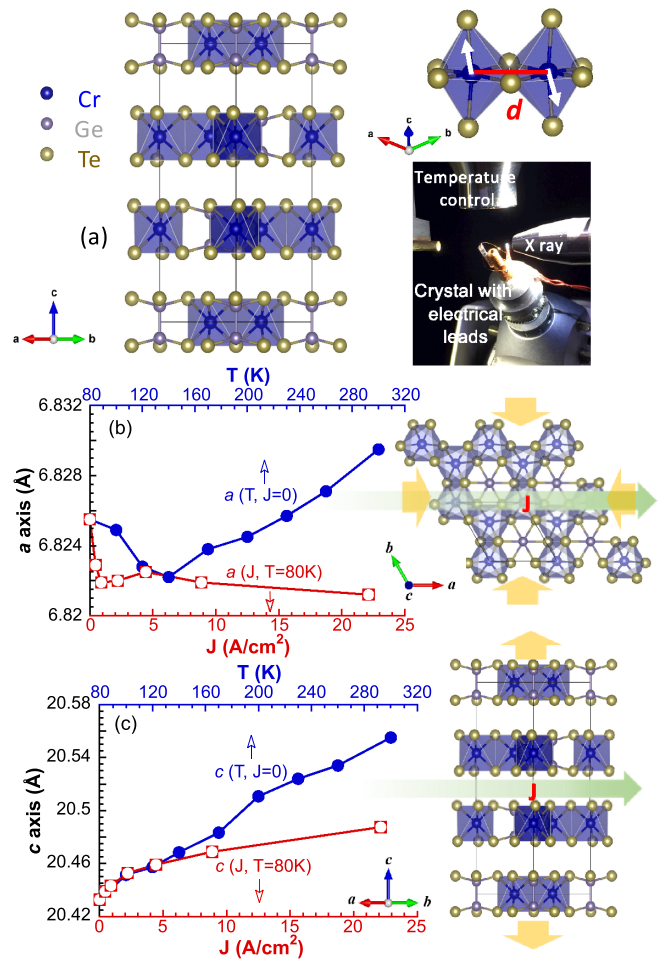 Cr
Ge
Te
(a)
c
a
b
d
c
a
b
Temperature
control
X ray
Crystal with
electrical
leads
T (K)
80 120 160 200 240 280 320
6.832
6.828
6.824
6.82
a axis (Å)
(b)
a (T, J=0)
a (J, T=80K)
0 5 10 15 20 25
J (A/cm²)
J
b
c
a
T (K)
80 120 160 200 240 280 320
20.58
20.54
20.5
20.46
20.42
c axis (Å)
(c)
c (T, J=0)
c (J, T=80K)
c
a
b
0 5 10 15 20 25
J (A/cm²)
J